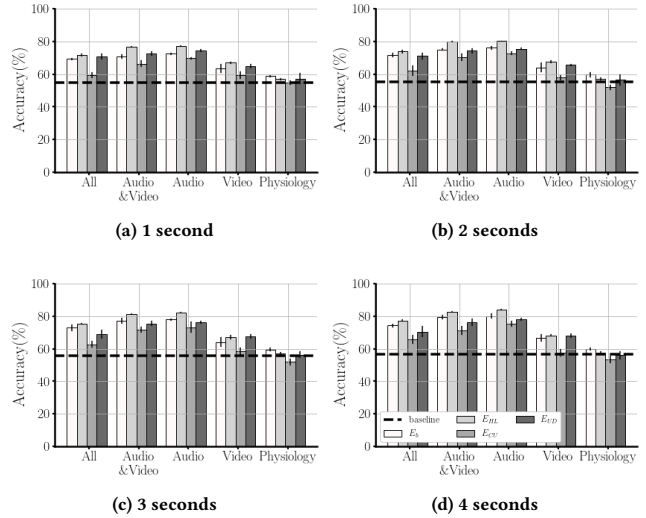 100
80
60
40
20
0
Accuracy(%)
All
Audio
&Video
Audio
Video
Physiology
(a) 1 second
100
80
60
40
20
0
Accuracy(%)
All
Audio
&Video
Audio
Video
Physiology
(b) 2 seconds
100
80
60
40
20
0
Accuracy(%)
All
Audio
&Video
Audio
Video
Physiology
(c) 3 seconds
100
80
60
40
20
0
Accuracy(%)
baseline
E_b
E_HL
E_CU
E_UD
All
Audio
&Video
Audio
Video
Physiology
(d) 4 seconds